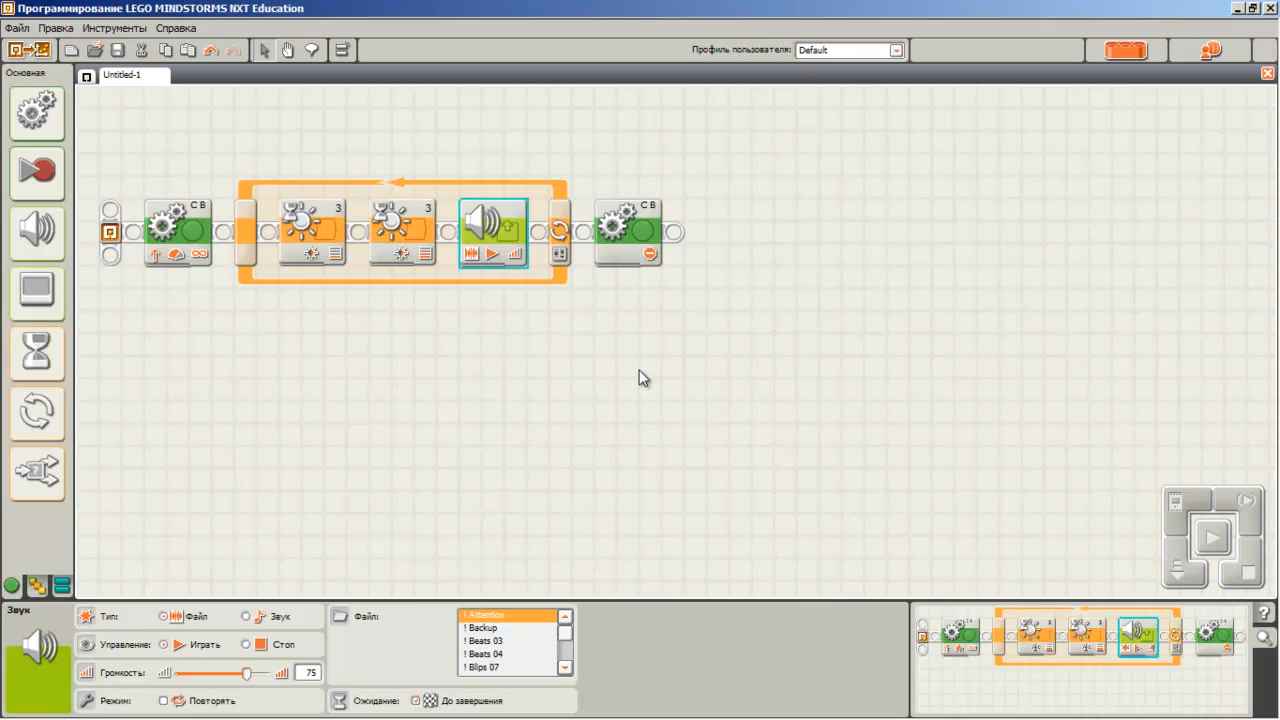 Программирование LEGO MINDSTORMS NXT Education
Файл Правка Инструменты Справка
Профиль пользователя: Default
Основная Untitled-1
C B 3 3 C B
Звук Тип: Файл Звук Файл: ! Attention
! Backup
Управление: Играть Стоп ! Beats 03
! Beats 04
Громкость: 75 ! Blips 07
Режим: Повторять Ожидание: До завершения
?